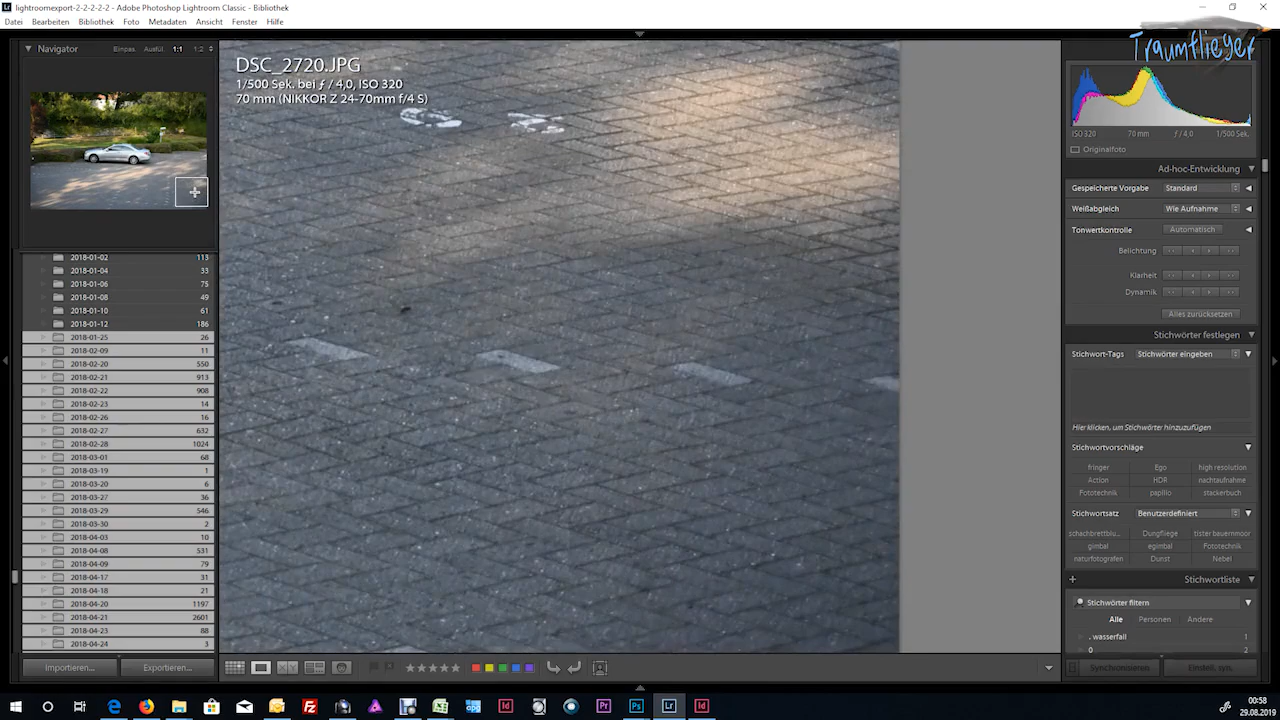 lightroomexport-2-2-2-2-2 - Adobe Photoshop Lightroom Classic - Bibliothek
Datei Bearbeiten Bibliothek Foto Metadaten Ansicht Fenster Hilfe
Traumflieger
Navigator Einpas. Ausfül. 1:1 1:2
DSC_2720.JPG
1/500 Sek. bei ƒ / 4,0, ISO 320
70 mm (NIKKOR Z 24-70mm f/4 S)
2018-01-02 113
2018-01-04 33
2018-01-06 75
2018-01-08 49
2018-01-10 61
2018-01-12 186
2018-01-25 26
2018-02-09 11
2018-02-20 550
2018-02-21 913
2018-02-22 908
2018-02-23 14
2018-02-26 16
2018-02-27 632
2018-02-28 1024
2018-03-01 68
2018-03-19 1
2018-03-20 6
2018-03-27 36
2018-03-29 546
2018-03-30 2
2018-04-03 10
2018-04-08 531
2018-04-09 79
2018-04-17 31
2018-04-18 21
2018-04-20 1197
2018-04-21 2601
2018-04-23 88
2018-04-24 3
Importieren... Exportieren...
ISO 320 70 mm ƒ / 4,0 1/500 Sek.
Originalfoto
Ad-hoc-Entwicklung
Gespeicherte Vorgabe Standard
Weißabgleich Wie Aufnahme
Tonwertkontrolle Automatisch
Belichtung
Klarheit
Dynamik
Alles zurücksetzen
Stichwörter festlegen
Stichwort-Tags Stichwörter eingeben
Hier klicken, um Stichwörter hinzuzufügen
Stichwortvorschläge
fringer Ego high resolution
Action HDR nachtaufnahme
Fototechnik papilio stackerbuch
Stichwortsatz Benutzerdefiniert
schachbrettblu... Dungfliege tister bauernmoor
gimbal egimbal Fototechnik
naturfotografen Dunst Nebel
Stichwortliste
Stichwörter filtern
Alle Personen Andere
. wasserfall 1
0 2
Synchronisieren Einstell. syn.
00:58
29.08.2019